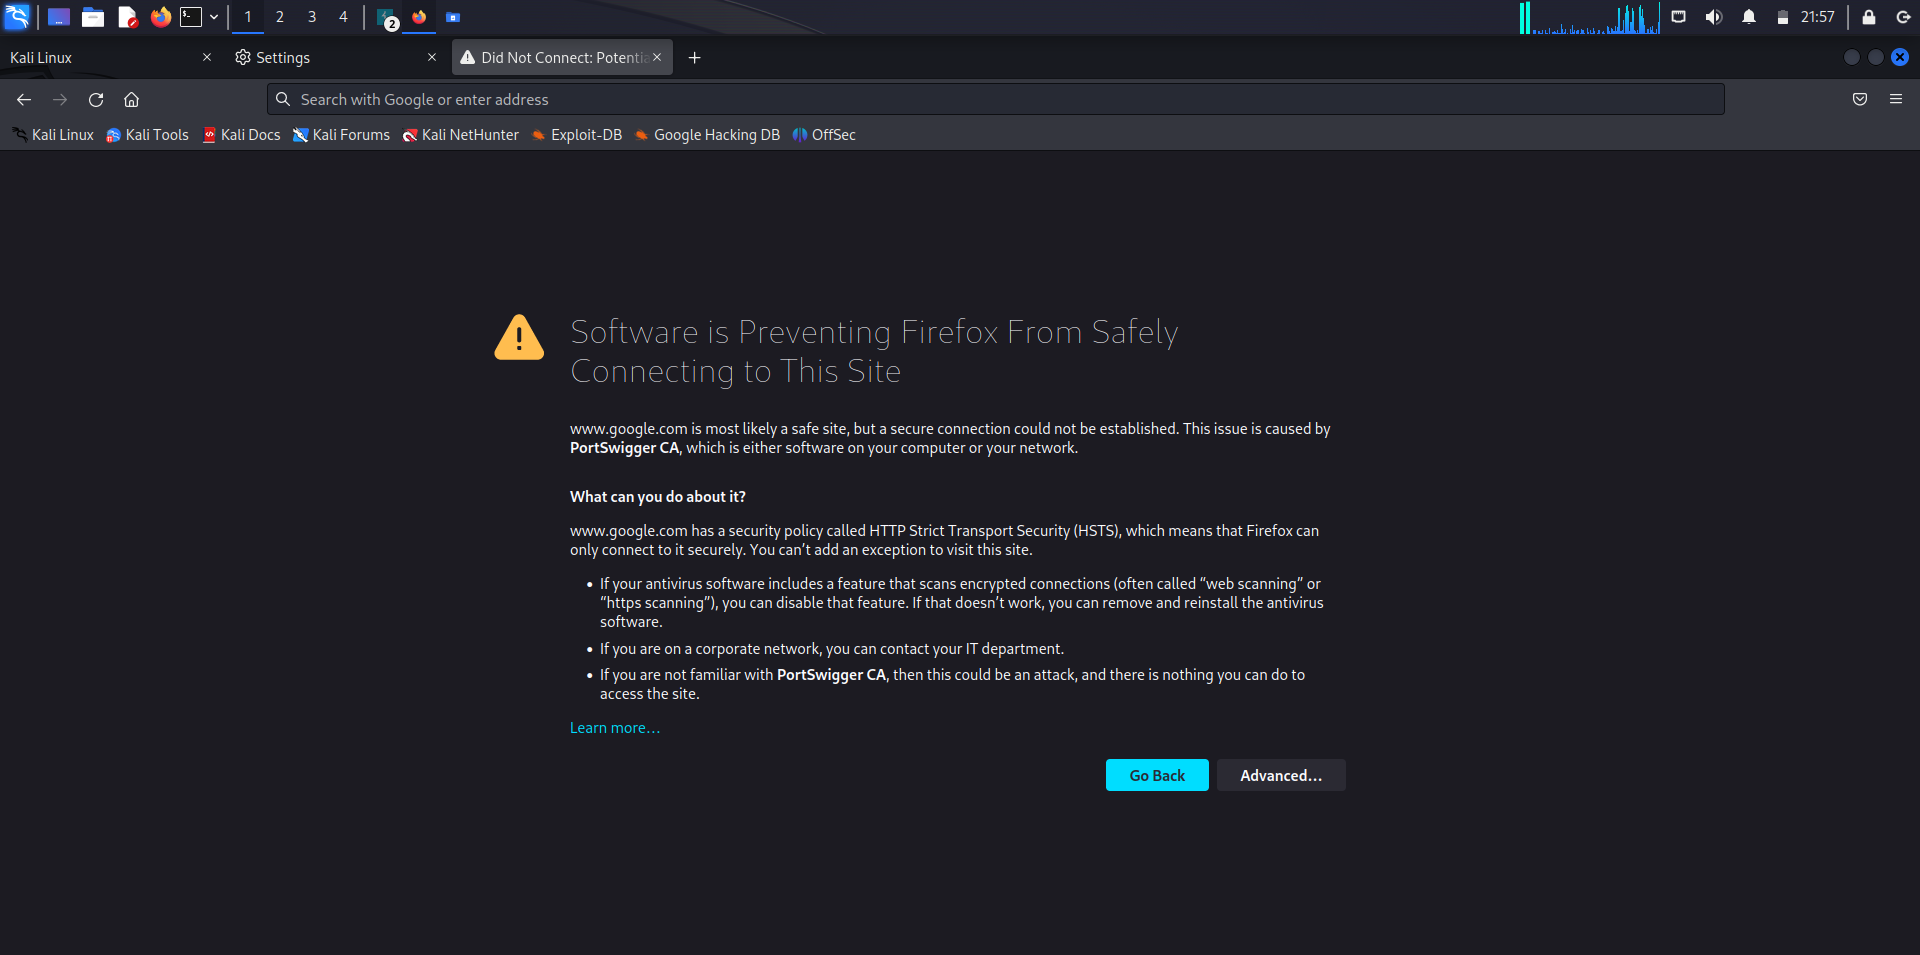 1 2 3 4 2 21:57
Kali Linux Settings Did Not Connect: Potentia
Search with Google or enter address
Kali Linux Kali Tools Kali Docs Kali Forums Kali NetHunter Exploit-DB Google Hacking DB OffSec
Software is Preventing Firefox From Safely
Connecting to This Site
www.google.com is most likely a safe site, but a secure connection could not be established. This issue is caused by
PortSwigger CA, which is either software on your computer or your network.
What can you do about it?
www.google.com has a security policy called HTTP Strict Transport Security (HSTS), which means that Firefox can
only connect to it securely. You can’t add an exception to visit this site.
• If your antivirus software includes a feature that scans encrypted connections (often called “web scanning” or
“https scanning”), you can disable that feature. If that doesn’t work, you can remove and reinstall the antivirus
software.
• If you are on a corporate network, you can contact your IT department.
• If you are not familiar with PortSwigger CA, then this could be an attack, and there is nothing you can do to
access the site.
Learn more…
Go Back Advanced…